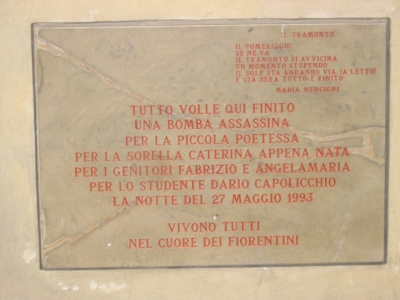 IL TRAMONTO
IL POMERIGGIO
SE NE VA
IL TRAMONTO SI AVVICINA
UN MOMENTO STUPENDO
IL SOLE STA ANDANDO VIA (A LETTO)
E GIÀ SERA TUTTO È FINITO
NADIA NENCIONI
TUTTO VOLLE QUI FINITO
UNA BOMBA ASSASSINA
PER LA PICCOLA POETESSA
PER LA SORELLA CATERINA APPENA NATA
PER I GENITORI FABRIZIO E ANGELAMARIA
PER LO STUDENTE DARIO CAPOLICCHIO
LA NOTTE DEL 27 MAGGIO 1993
VIVONO TUTTI
NEL CUORE DEI FIORENTINI